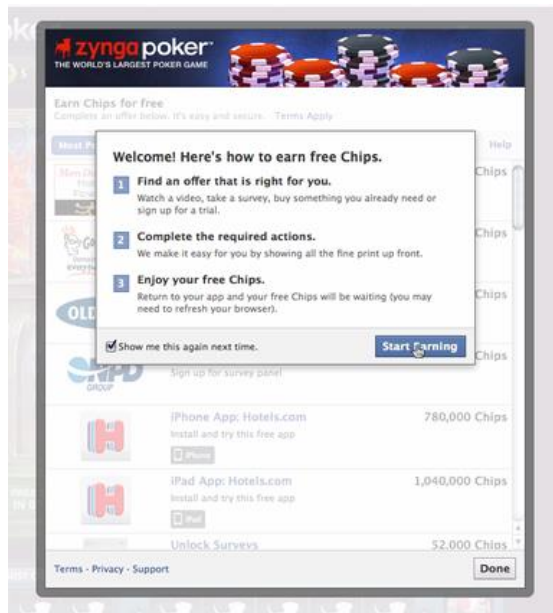 zynga poker
THE WORLD'S LARGEST POKER GAME
Earn Chips for free
Complete an offer below. It's easy and secure. Terms Apply
Help
Welcome! Here's how to earn free Chips.
1 Find an offer that is right for you.
Watch a video, take a survey, buy something you already need or
sign up for a trial.
2 Complete the required actions.
We make it easy for you by showing all the fine print up front.
3 Enjoy your free Chips.
Return to your app and your free Chips will be waiting (you may
need to refresh your browser).
Show me this again next time.
Start Earning
Chips
Chips
Chips
Chips
OLD
NPD
GROUP
Sign up for survey panel
iPhone App: Hotels.com
780,000 Chips
Install and try this free app
iPhone
iPad App: Hotels.com
1,040,000 Chips
Install and try this free app
iPad
Unlock Surveys
52,000 Chips
Terms - Privacy - Support
Done